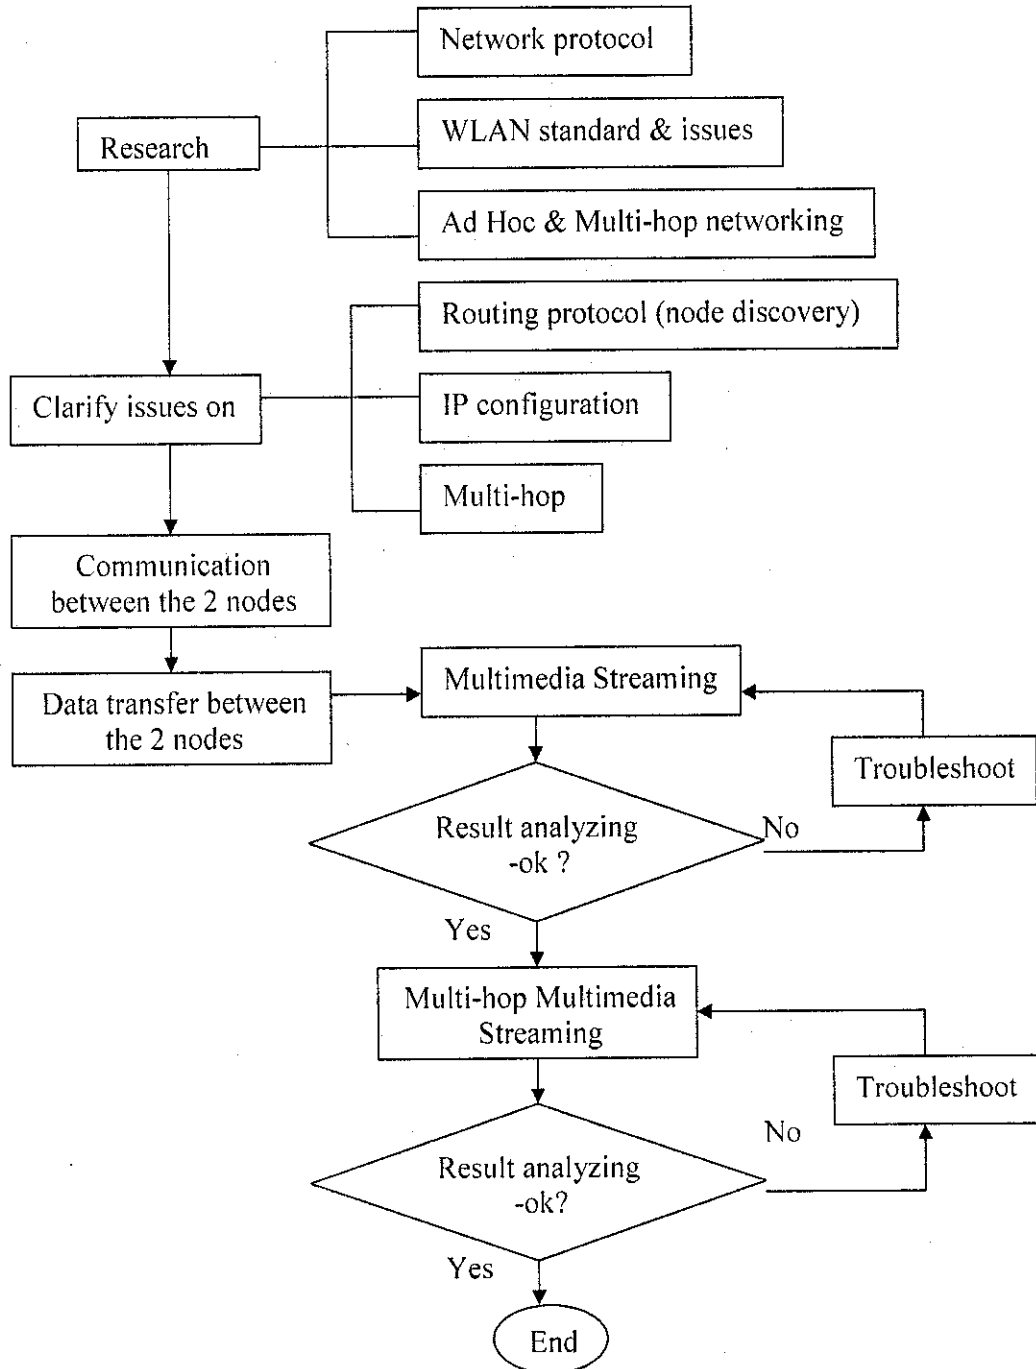 Network protocol
Research
WLAN standard & issues
Ad Hoc & Multi-hop networking
Routing protocol (node discovery)
Clarify issues on
IP configuration
Multi-hop
Communication
between the 2 nodes
Data transfer between
the 2 nodes
Multimedia Streaming
Troubleshoot
Result analyzing
-ok ?
No
Yes
Multi-hop Multimedia
Streaming
Troubleshoot
Result analyzing
-ok?
No
Yes
End